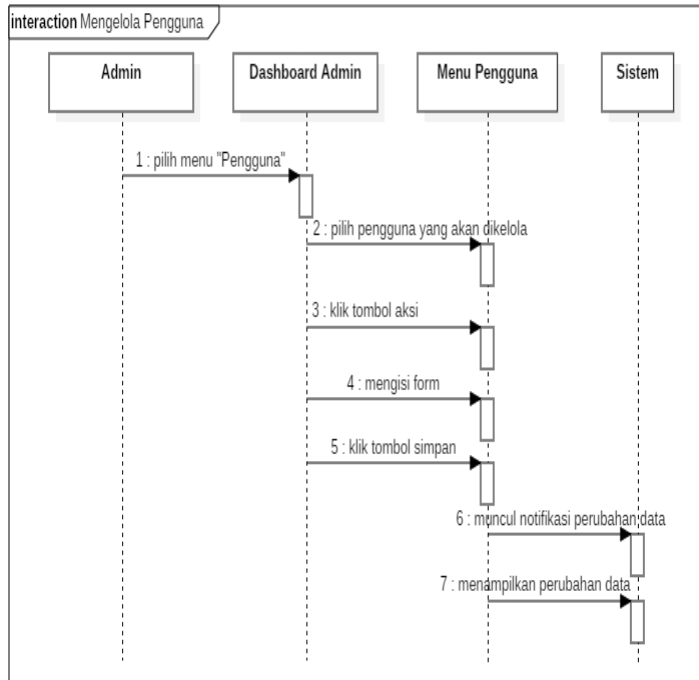 interaction Mengelola Pengguna
Admin
Dashboard Admin
Menu Pengguna
Sistem
1 : pilih menu "Pengguna"
2 : pilih pengguna yang akan dikelola
3 : klik tombol aksi
4 : mengisi form
5 : klik tombol simpan
6 : muncul notifikasi perubahan data
7 : menampilkan perubahan data